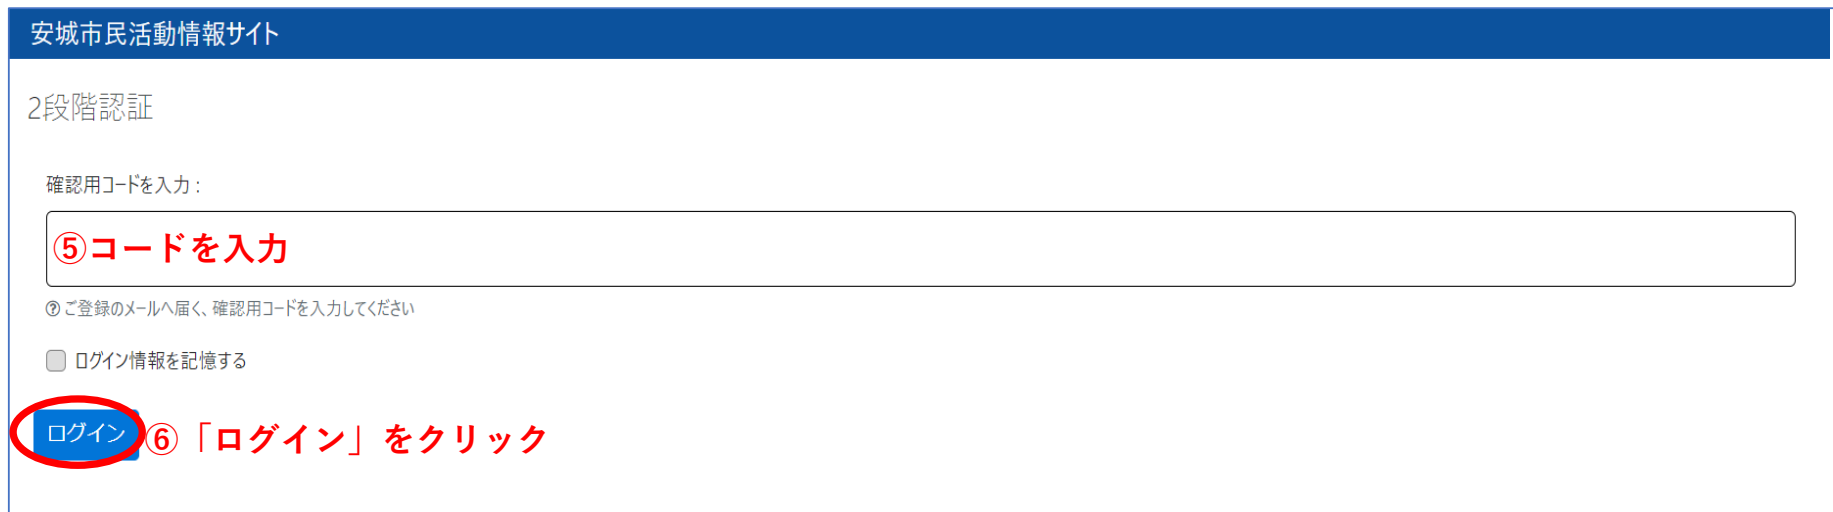 安城市民活動情報サイト
2段階認証
確認用コードを入力 :
⑤コードを入力
? ご登録のメールへ届く、確認用コードを入力してください
ログイン情報を記憶する
ログイン ⑥「ログイン」をクリック